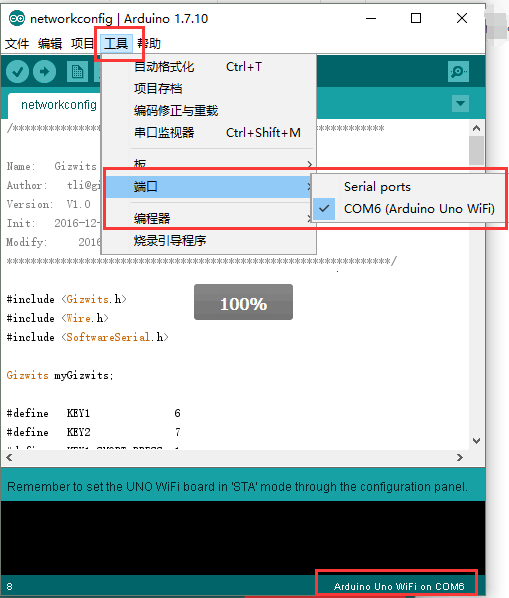 networkconfig | Arduino 1.7.10
文件 编辑 项目 工具 帮助
自动格式化 Ctrl+T
项目存档
编码修正与重载
串口监视器 Ctrl+Shift+M
板
端口
Serial ports
COM6 (Arduino Uno WiFi)
编程器
烧录引导程序
networkconfig
Name: Gizwits
Author: tli@gi
Version: V1.0
Init: 2016-12-
Modify: 2016
#include <Gizwits.h>
#include <Wire.h>
#include <SoftwareSerial.h>
Gizwits myGizwits;
#define KEY1 6
#define KEY2 7
100%
Remember to set the UNO WiFi board in 'STA' mode through the configuration panel.
8
Arduino Uno WiFi on COM6